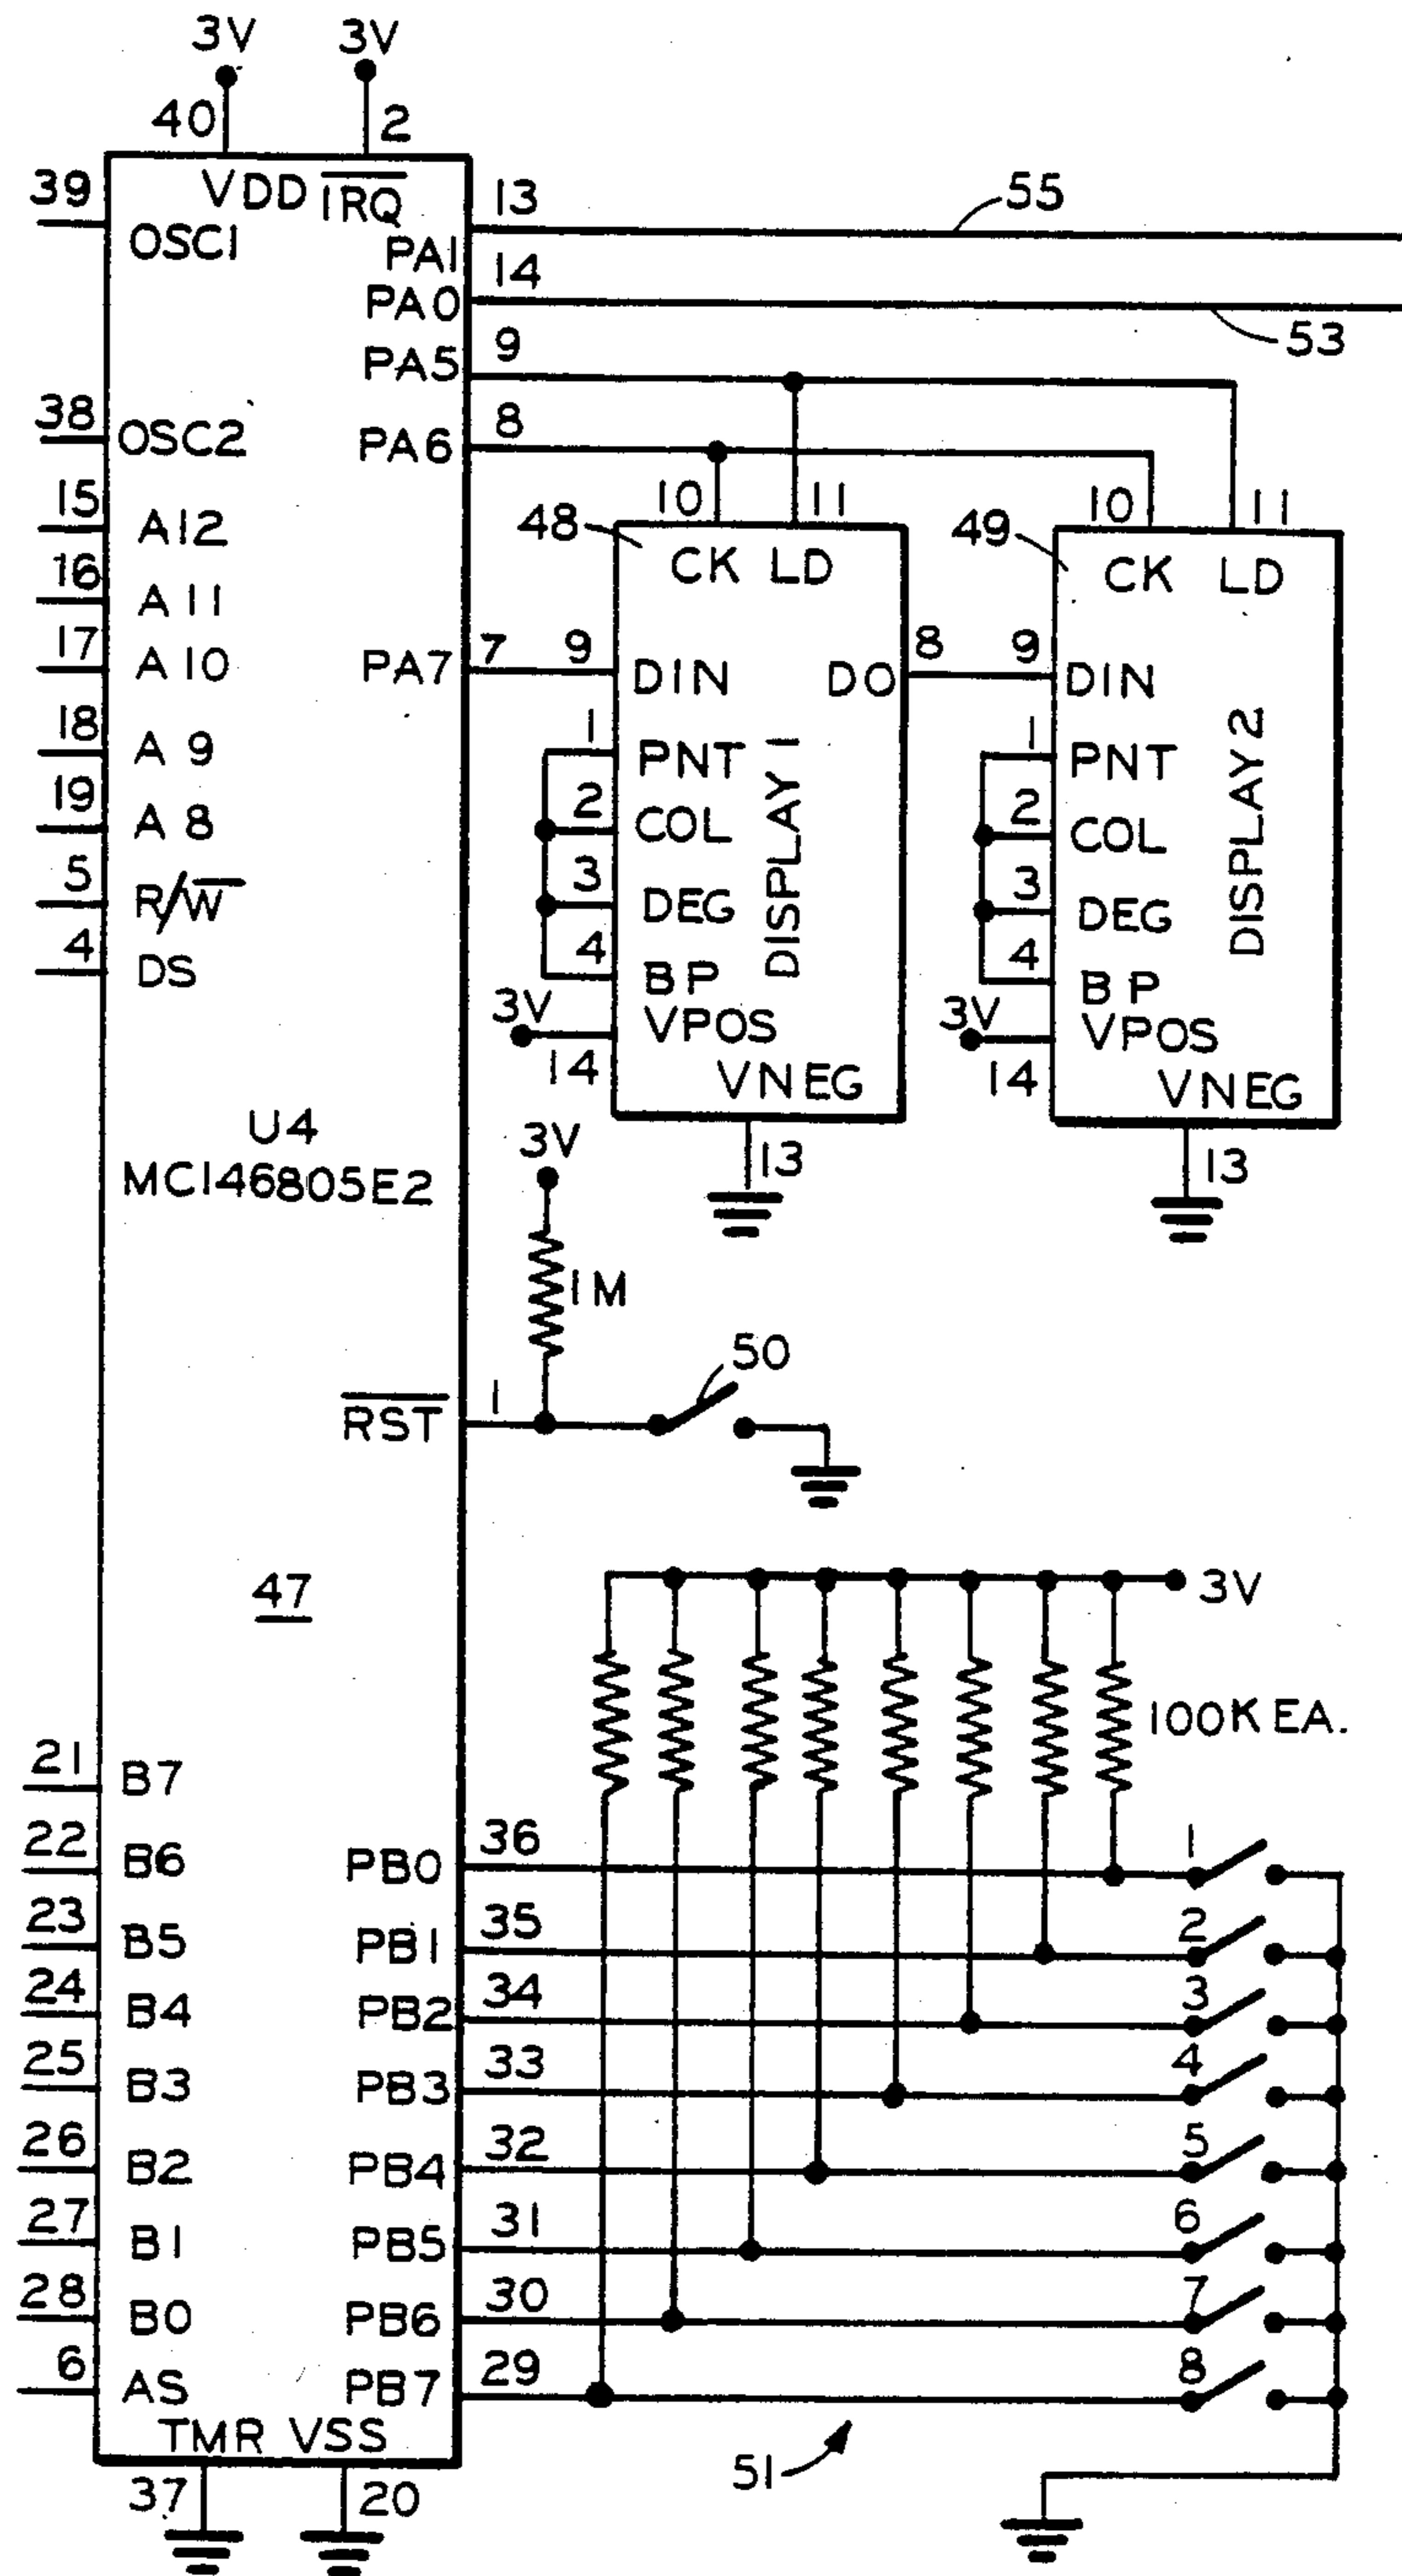 3V 3V
40 2
39 VDD IRQ 13 55
OSC1 PA1
14
PA0 53
9
PA5
38 8
OSC2 PA6
15 10 11 10 11
A12 48 49
16 CK LD CK LD
A11
17 7 9 8 9
A10 PA7 DIN DO DIN
18 1 1
A9 PNT PNT
19 2 2
A8 COL COL
5 3 3
R/W DEG DEG
4 4 4
DS BP BP
DISPLAY 1
DISPLAY 2
3V VPOS 3V VPOS
14 VNEG 14 VNEG
U4 3V 13 13
MC146805E2
1M
50
RST 1
47 3V
100K EA.
21
B7
22 36 1
B6 PB0
23 35 2
B5 PB1
24 34 3
B4 PB2
25 33 4
B3 PB3
26 32 5
B2 PB4
27 31 6
B1 PB5
28 30 7
B0 PB6
6 29 8
AS PB7
TMR VSS
51
37 20